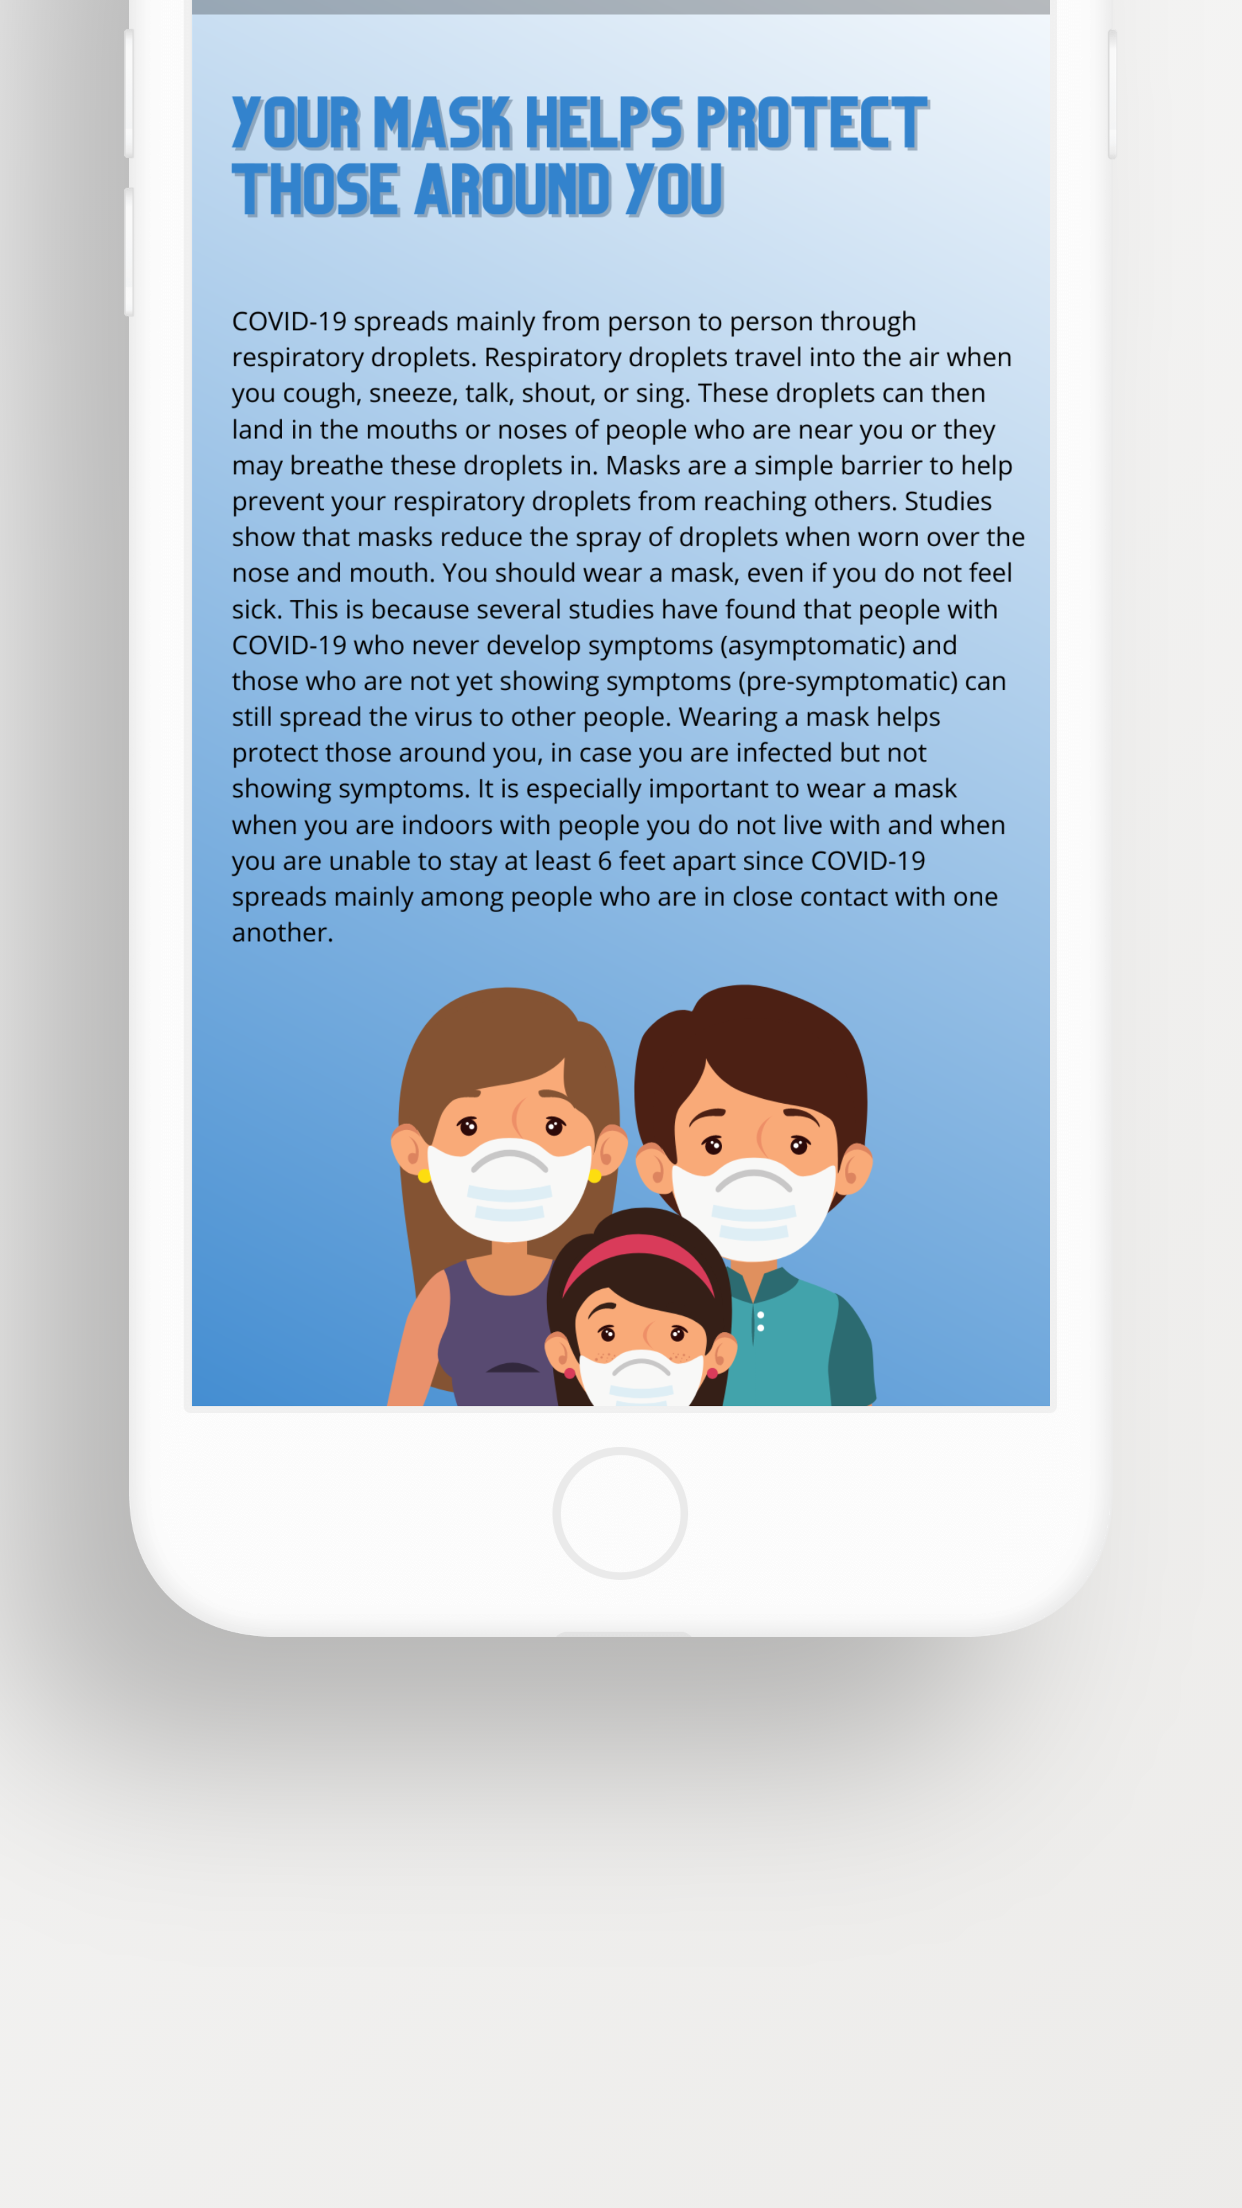 YOUR MASK HELPS PROTECT
THOSE AROUND YOU
COVID-19 spreads mainly from person to person through
respiratory droplets. Respiratory droplets travel into the air when
you cough, sneeze, talk, shout, or sing. These droplets can then
land in the mouths or noses of people who are near you or they
may breathe these droplets in. Masks are a simple barrier to help
prevent your respiratory droplets from reaching others. Studies
show that masks reduce the spray of droplets when worn over the
nose and mouth. You should wear a mask, even if you do not feel
sick. This is because several studies have found that people with
COVID-19 who never develop symptoms (asymptomatic) and
those who are not yet showing symptoms (pre-symptomatic) can
still spread the virus to other people. Wearing a mask helps
protect those around you, in case you are infected but not
showing symptoms. It is especially important to wear a mask
when you are indoors with people you do not live with and when
you are unable to stay at least 6 feet apart since COVID-19
spreads mainly among people who are in close contact with one
another.